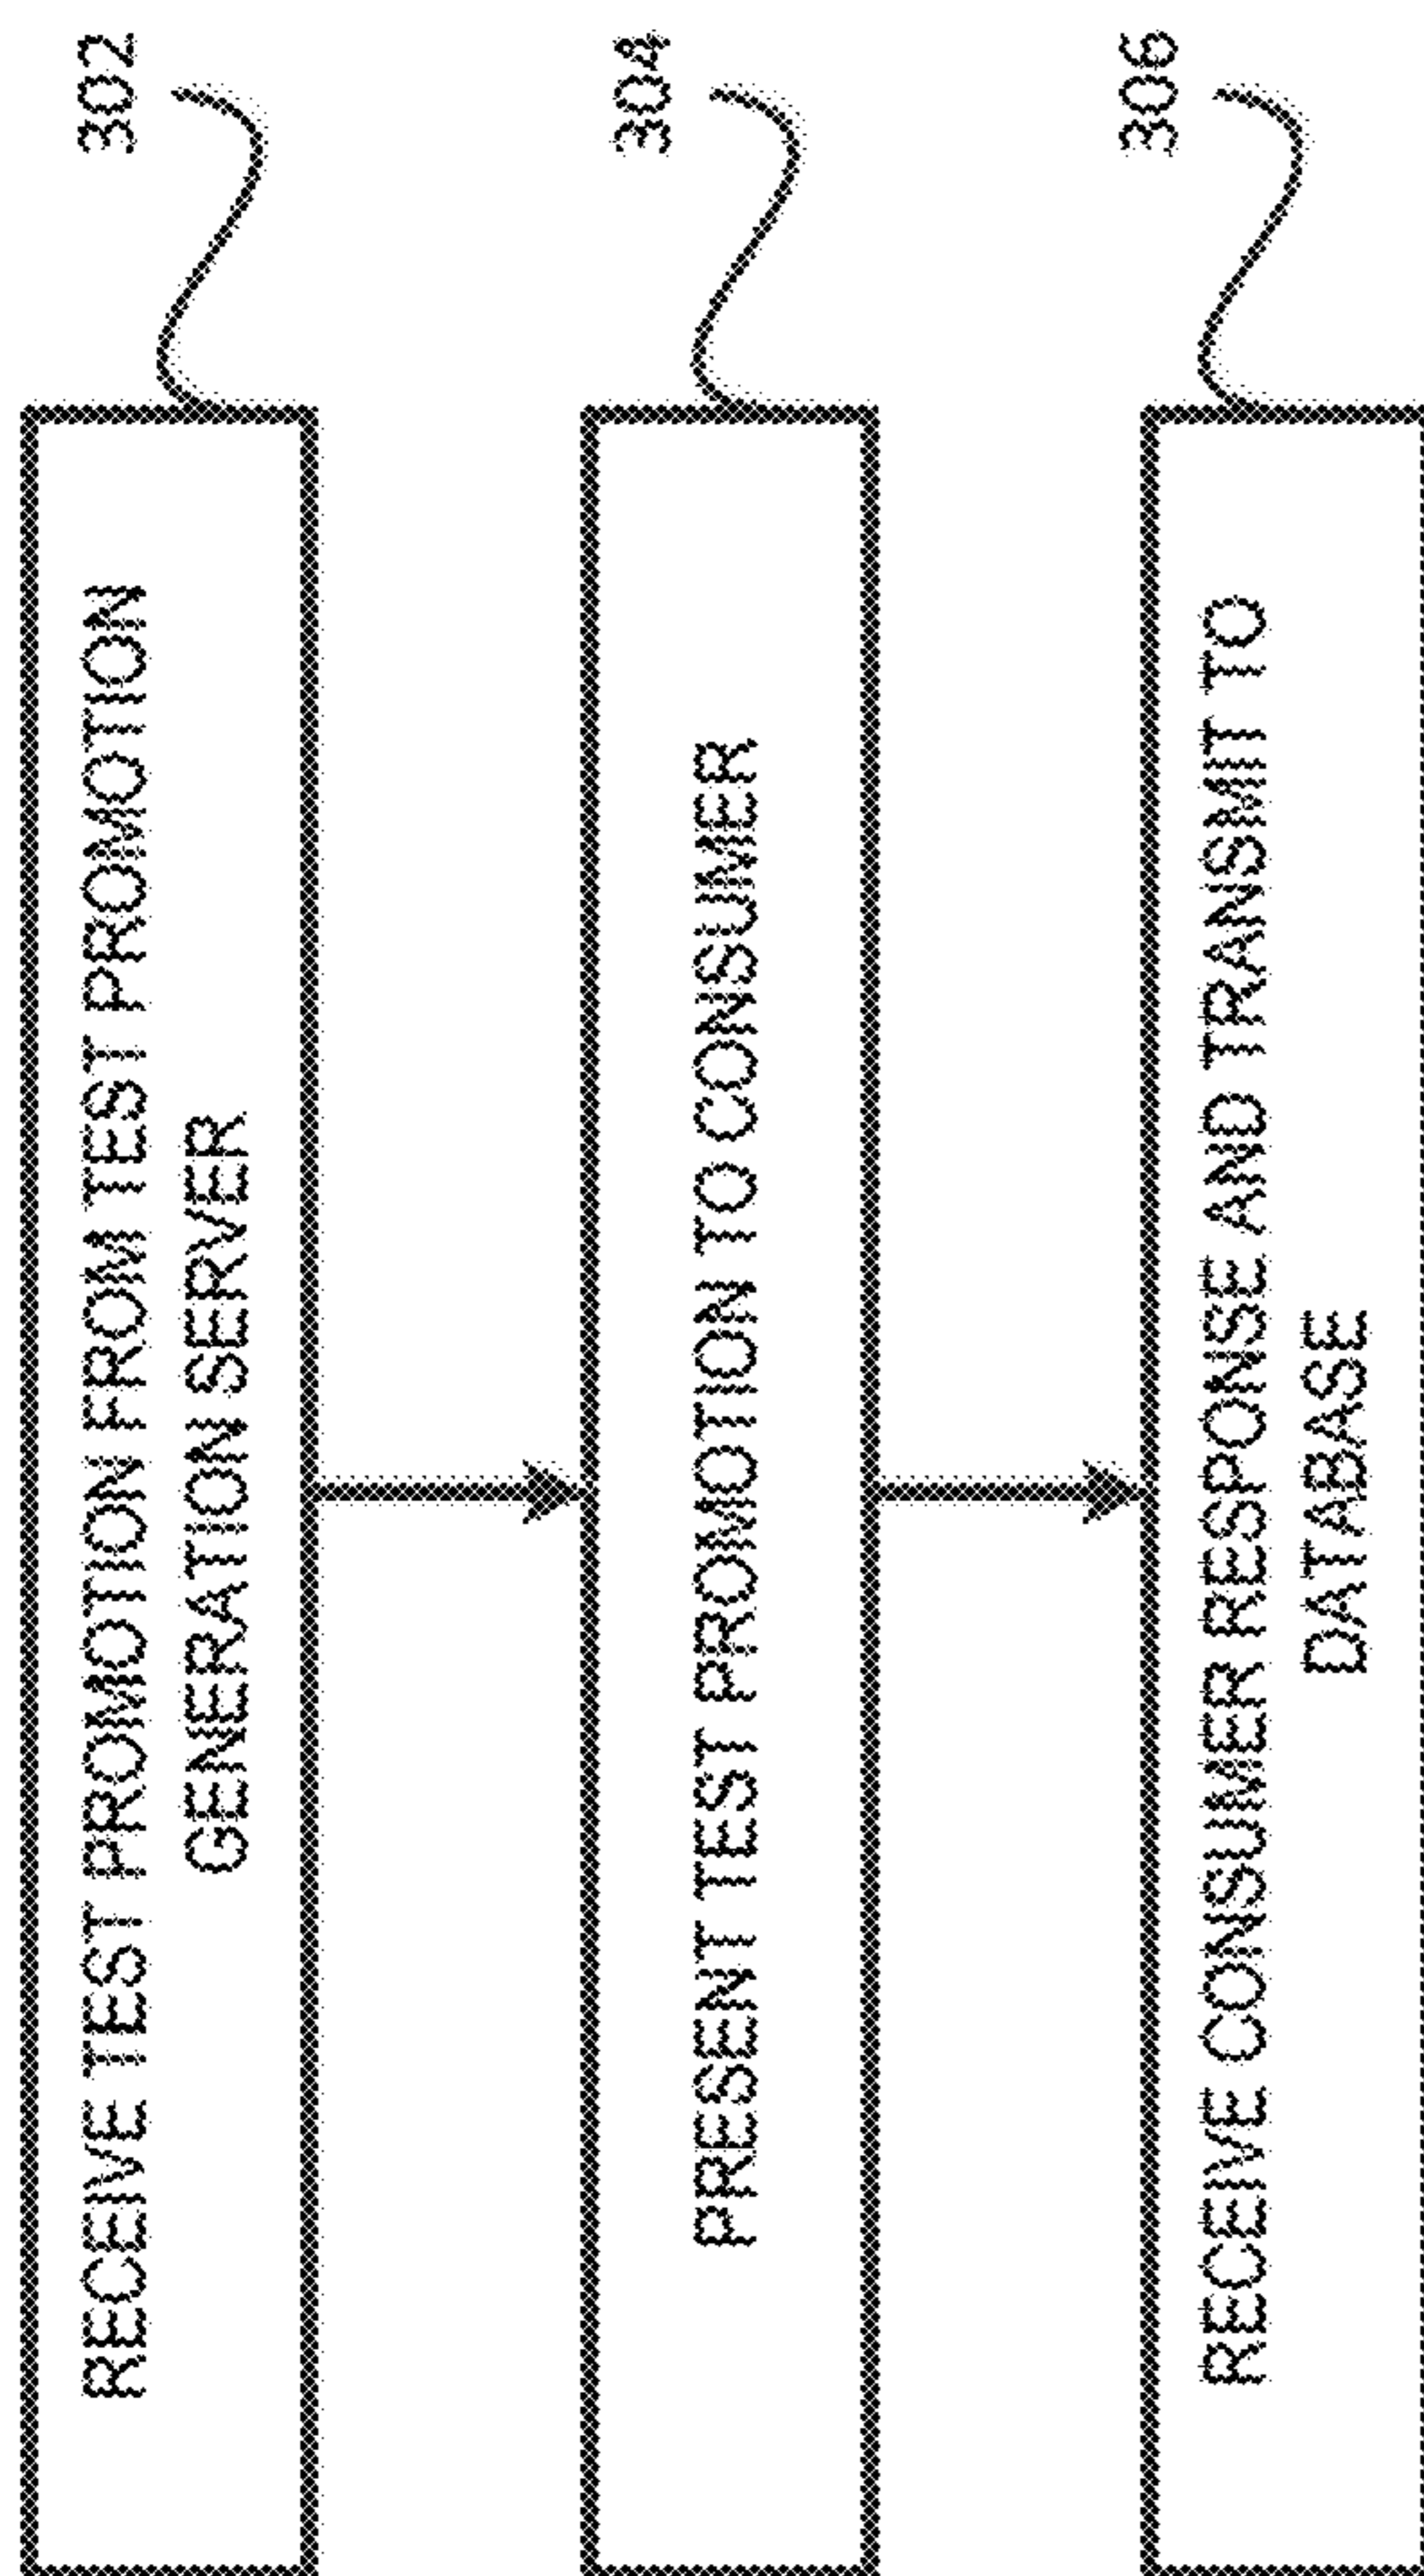 RECEIVE TEST PROMOTION FROM TEST PROMOTION
GENERATION SERVER
302
PRESENT TEST PROMOTION TO CONSUMER
304
RECEIVE CONSUMER RESPONSE AND TRANSMIT TO
DATABASE
306